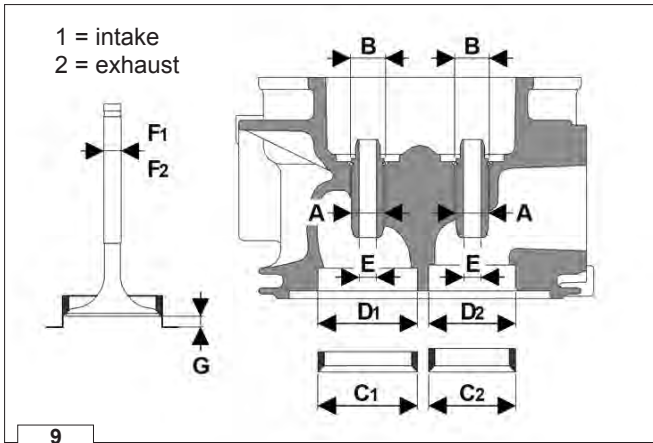 1 = intake
2 = exhaust
B B
F1
F2
A A
E E
D1 D2
G
C1 C2
9